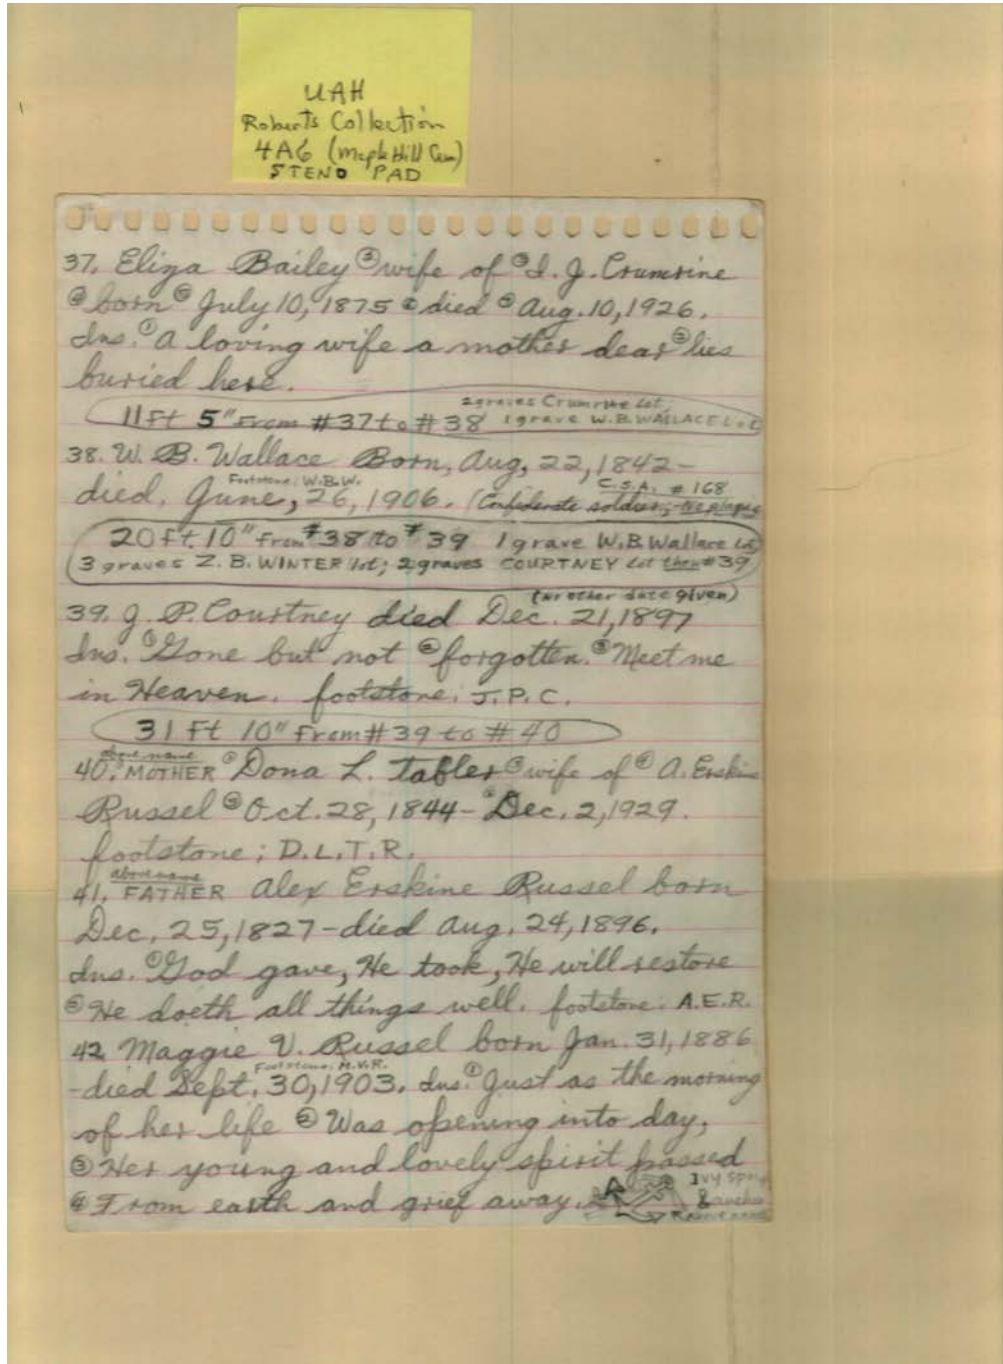 UAH
Roberts Collection
4A6 (Maple Hill Cem)
STENO PAD
37. Eliza Bailey ② wife of ③ I. J. Crumrine
④ born ⑤ July 10, 1875 ⑥ died ⑦ Aug. 10, 1926.
Ins. ① A loving wife a mother dear ② lies
buried here.
2 graves Crumrine Lot;
11 Ft 5" From #37 to #38 1 grave W.B. WALLACE Lot
38. W. B. Wallace Born, Aug, 22, 1842-
Footstone: W.B.W. C.S.A. #168
died, June, 26, 1906. (Confederate soldier;
20 Ft. 10" From #38 to #39 1 grave W.B Wallace Lot
3 graves Z. B. WINTER lot; 2 graves COURTNEY Lot then #39
(no other date given)
39. J. P. Courtney died Dec. 21, 1897
Ins. ① Gone but not ② forgotten. ③ Meet me
in Heaven. footstone: J.P.C.
31 Ft 10" From #39 to #40
above name
40. MOTHER ② Dona L. Tabler ③ wife of ④ A. Erskine
Russel ⑤ Oct. 28, 1844- Dec. 2, 1929.
footstone; D.L.T.R.
above name
41. FATHER Alex Erskine Russel born
Dec. 25, 1827-died Aug. 24, 1896.
Ins. ① God gave, He took, He will restore
② He doeth all things well. footstone: A.E.R.
42. Maggie V. Russel born Jan. 31, 1886
Footstone: M.V.R.
-died Sept. 30, 1903. Ins. ① Just as the morning
of her life ② Was opening into day,
③ Her young and lovely spirit passed
④ From earth and grief away.
Ivy